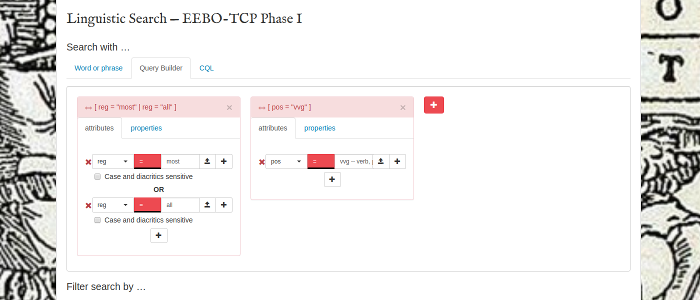 Linguistic Search – EEBO-TCP Phase I
Search with …
Word or phrase Query Builder CQL
[ reg = "most" | reg = "all" ] ×
attributes properties
reg = most
Case and diacritics sensitive
OR
reg = all
Case and diacritics sensitive
[ pos = "vvg" ] ×
attributes properties
pos = vvg – verb,
Filter search by …
O
T